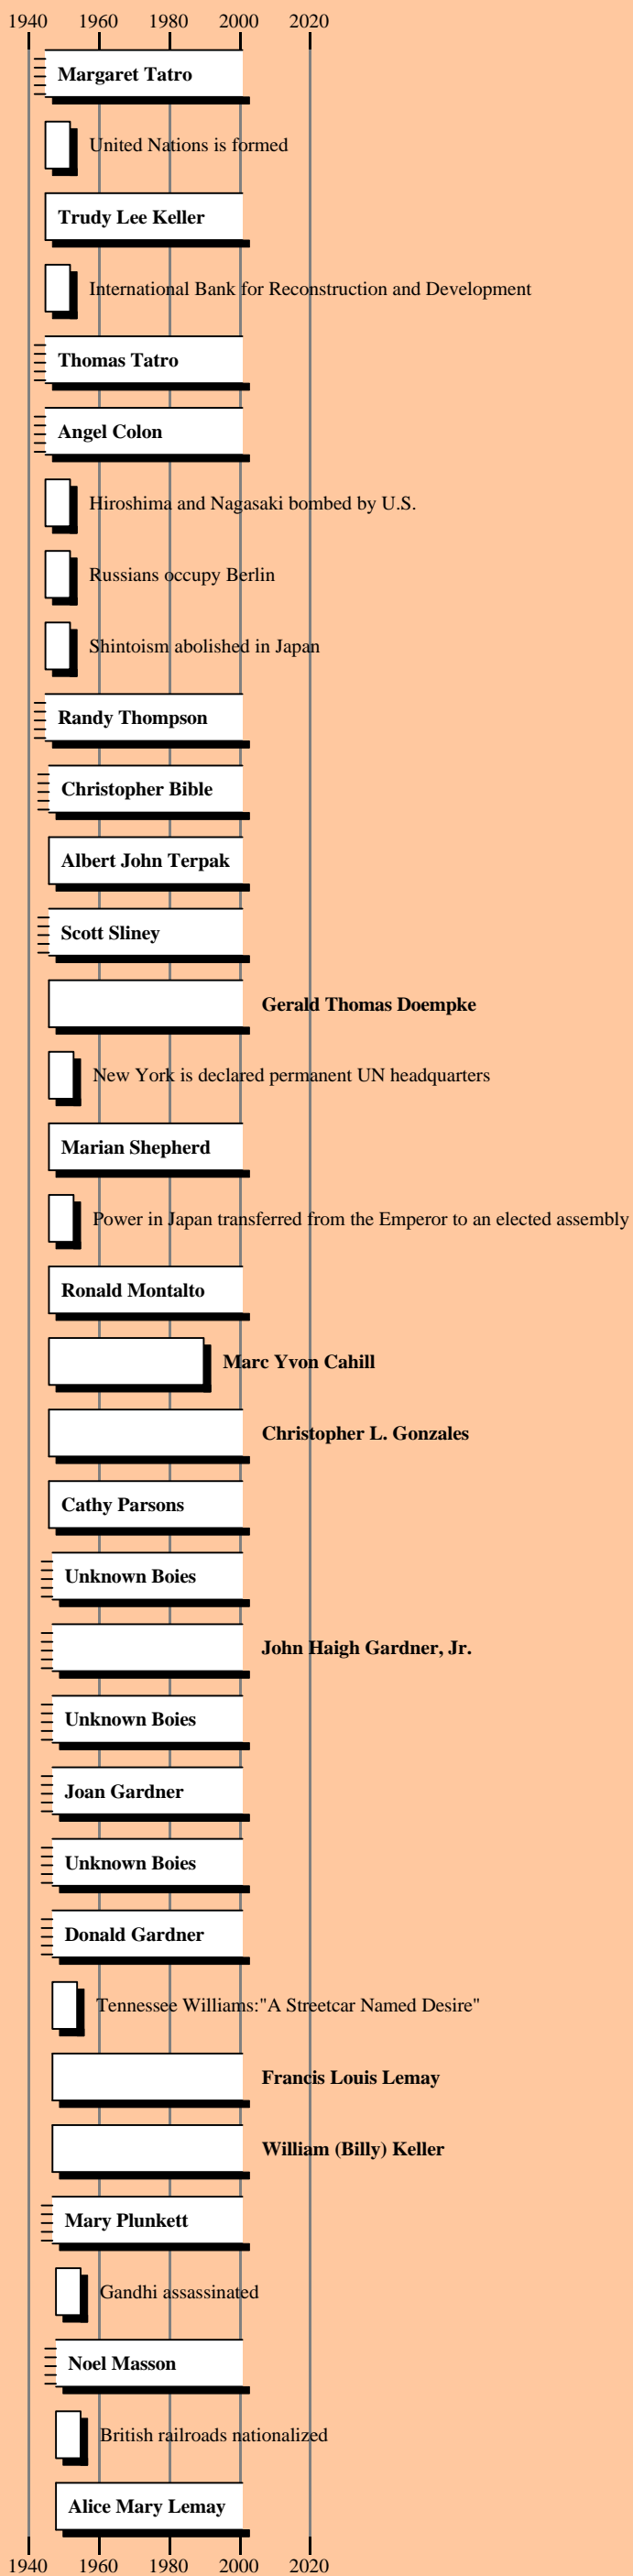 1940 1960 1980 2000 2020
Margaret Tatro
United Nations is formed
Trudy Lee Keller
International Bank for Reconstruction and Development
Thomas Tatro
Angel Colon
Hiroshima and Nagasaki bombed by U.S.
Russians occupy Berlin
Shintoism abolished in Japan
Randy Thompson
Christopher Bible
Albert John Terpak
Scott Sliney
Gerald Thomas Doempke
New York is declared permanent UN headquarters
Marian Shepherd
Power in Japan transferred from the Emperor to an elected assembly
Ronald Montalto
Marc Yvon Cahill
Christopher L. Gonzales
Cathy Parsons
Unknown Boies
John Haigh Gardner, Jr.
Unknown Boies
Joan Gardner
Unknown Boies
Donald Gardner
Tennessee Williams:"A Streetcar Named Desire"
Francis Louis Lemay
William (Billy) Keller
Mary Plunkett
Gandhi assassinated
Noel Masson
British railroads nationalized
Alice Mary Lemay
1940 1960 1980 2000 2020